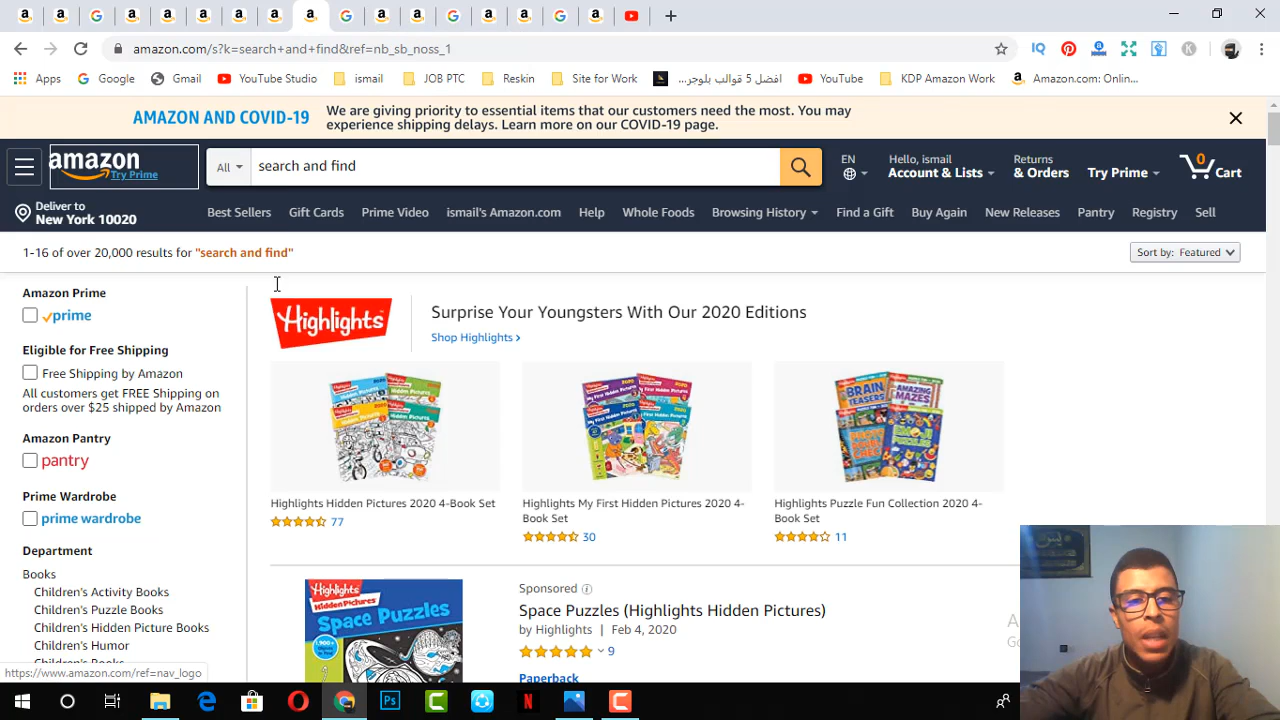 amazon.com/s?k=search+and+find&ref=nb_sb_noss_1
Apps
Google
Gmail
YouTube Studio
ismail
JOB PTC
Reskin
Site for Work
افضل 5 قوالب بلوجر...
YouTube
KDP Amazon Work
Amazon.com: Onlin...
AMAZON AND COVID-19
We are giving priority to essential items that our customers need the most. You may
experience shipping delays. Learn more on our COVID-19 page.
amazon
Try Prime
All
search and find
EN
Hello, ismail
Account & Lists
Returns
& Orders
Try Prime
0
Cart
Deliver to
New York 10020
Best Sellers
Gift Cards
Prime Video
ismail's Amazon.com
Help
Whole Foods
Browsing History
Find a Gift
Buy Again
New Releases
Pantry
Registry
Sell
1-16 of over 20,000 results for "search and find"
Sort by: Featured
Amazon Prime
prime
Eligible for Free Shipping
Free Shipping by Amazon
All customers get FREE Shipping on
orders over $25 shipped by Amazon
Amazon Pantry
pantry
Prime Wardrobe
prime wardrobe
Department
Books
Children's Activity Books
Children's Puzzle Books
Children's Hidden Picture Books
Children's Humor
Highlights
Surprise Your Youngsters With Our 2020 Editions
Shop Highlights ›
BRAIN
TEASERS
AMAZING
MAZES
Highlights Hidden Pictures 2020 4-Book Set
77
Highlights My First Hidden Pictures 2020 4-
Book Set
30
Highlights Puzzle Fun Collection 2020 4-
Book Set
11
Highlights
Hidden Pictures
Space Puzzles
Sponsored
Space Puzzles (Highlights Hidden Pictures)
by Highlights | Feb 4, 2020
9
Paperback
https://www.amazon.com/ref=nav_logo